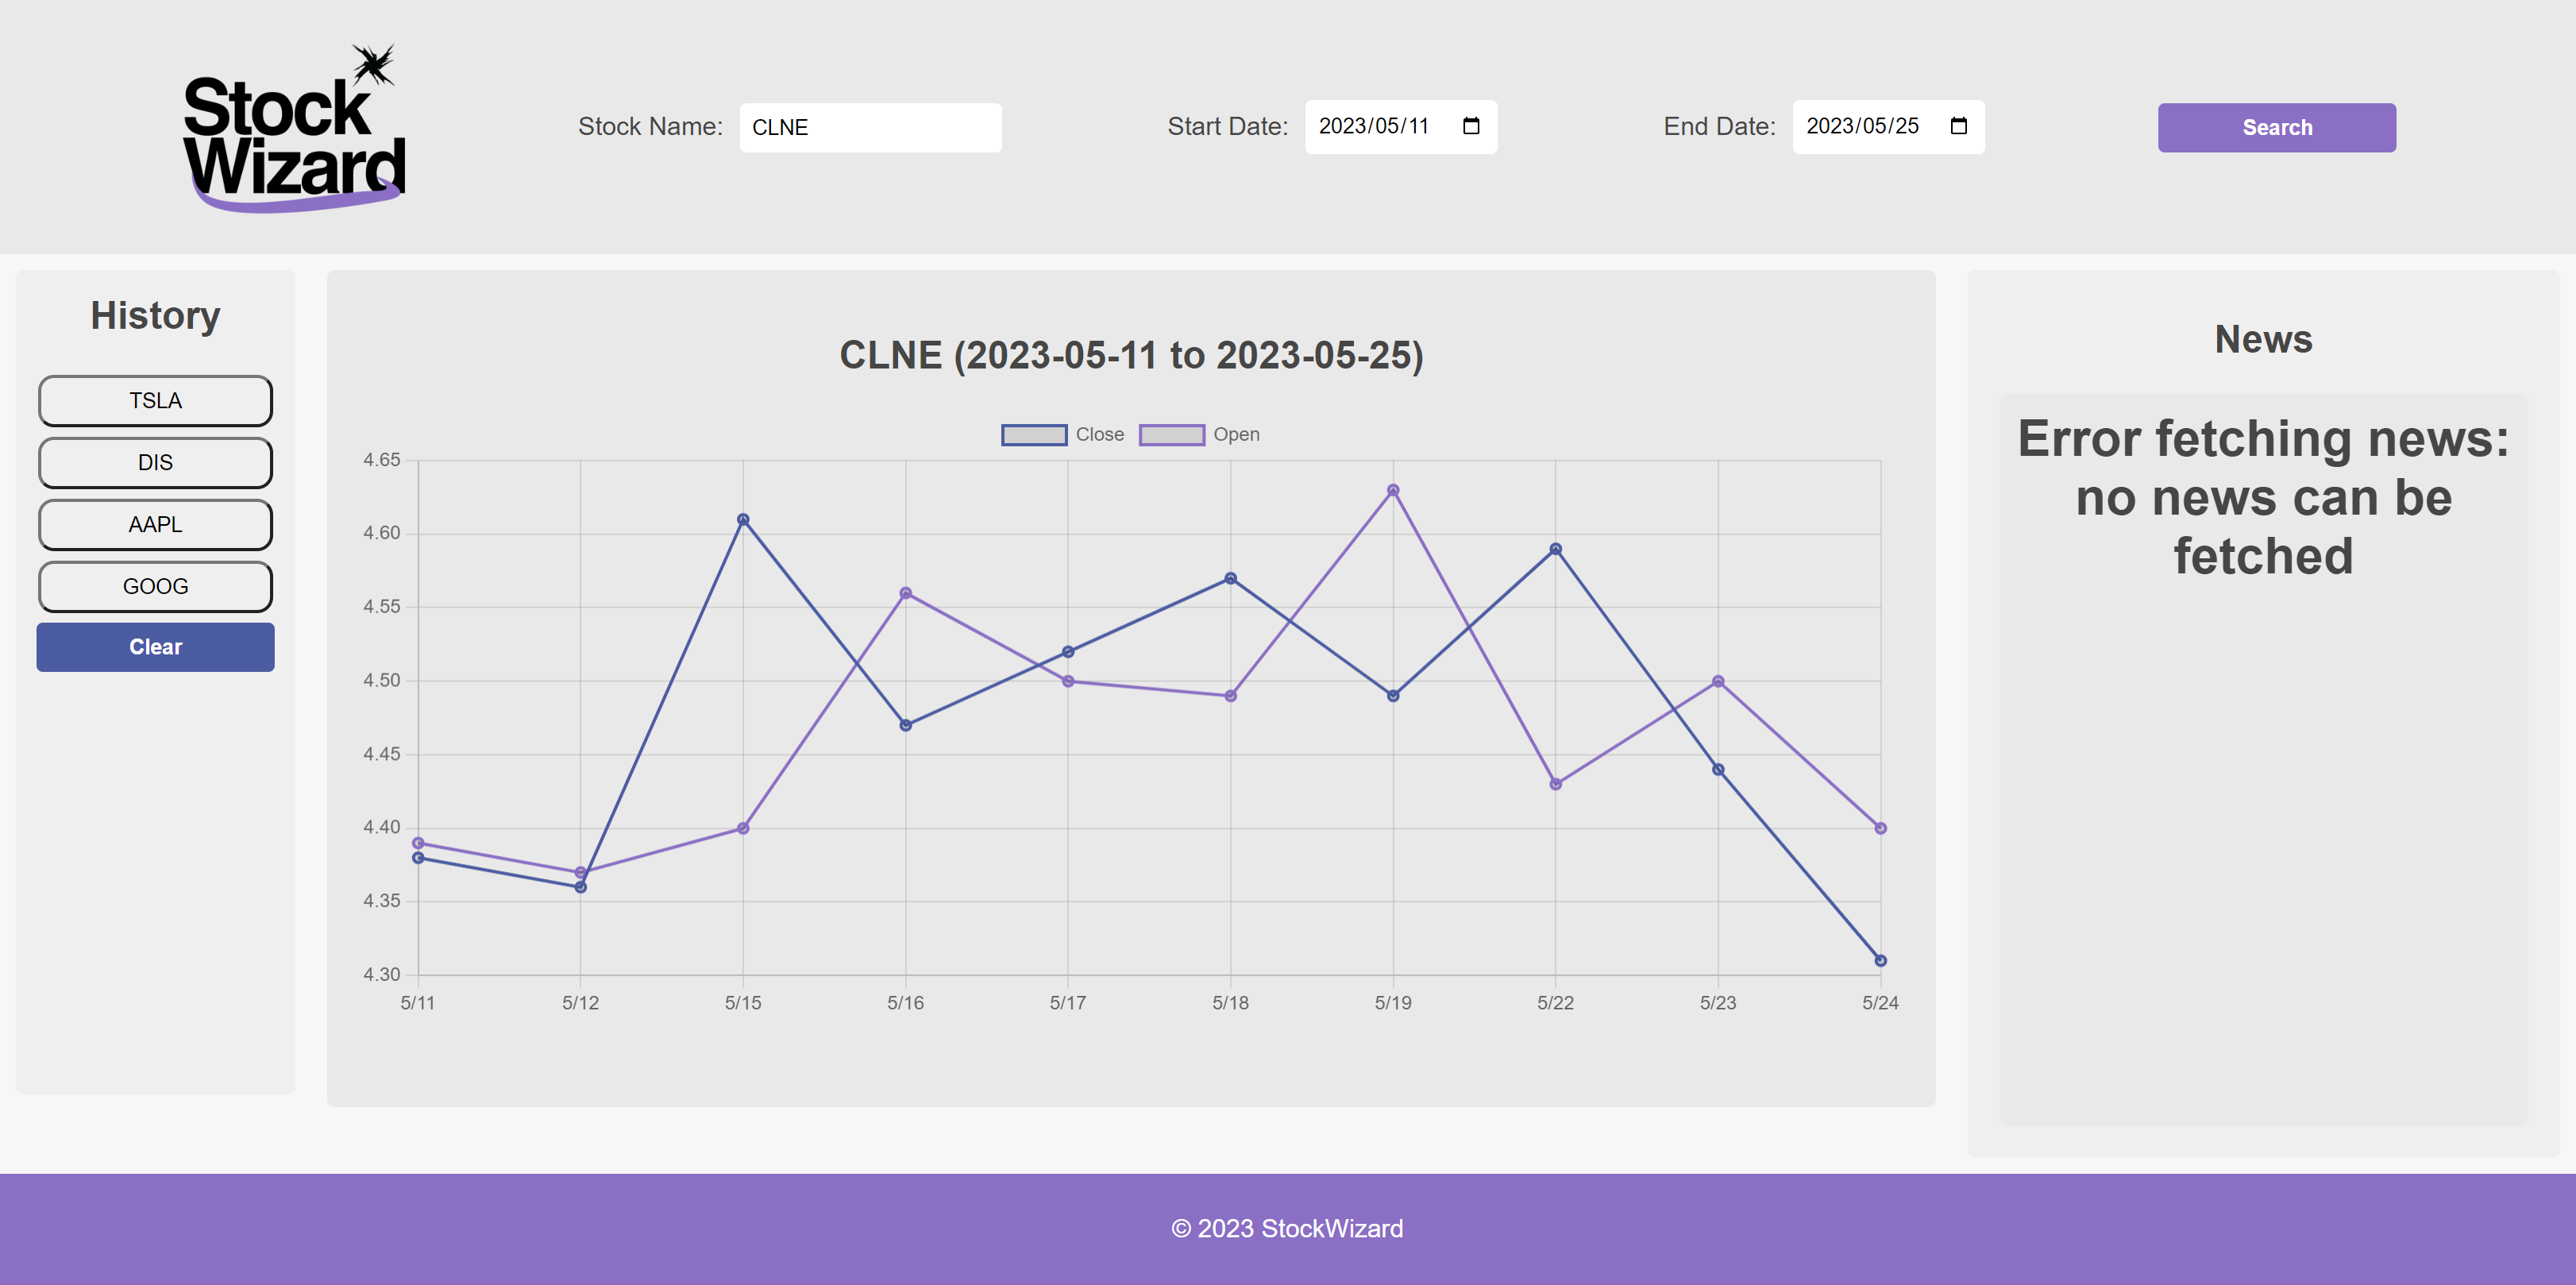 Stock
Wizard
Stock Name: CLNE
Start Date: 2023/05/11
End Date: 2023/05/25
Search
History
TSLA
DIS
AAPL
GOOG
Clear
CLNE (2023-05-11 to 2023-05-25)
Close Open
4.65
4.60
4.55
4.50
4.45
4.40
4.35
4.30
5/11 5/12 5/15 5/16 5/17 5/18 5/19 5/22 5/23 5/24
News
Error fetching news:
no news can be
fetched
© 2023 StockWizard